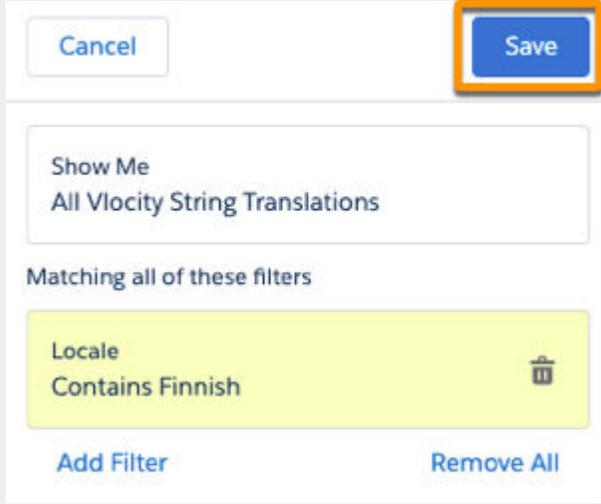 Cancel
Save
Show Me
All Vlocity String Translations
Matching all of these filters
Locale
Contains Finnish
Add Filter
Remove All